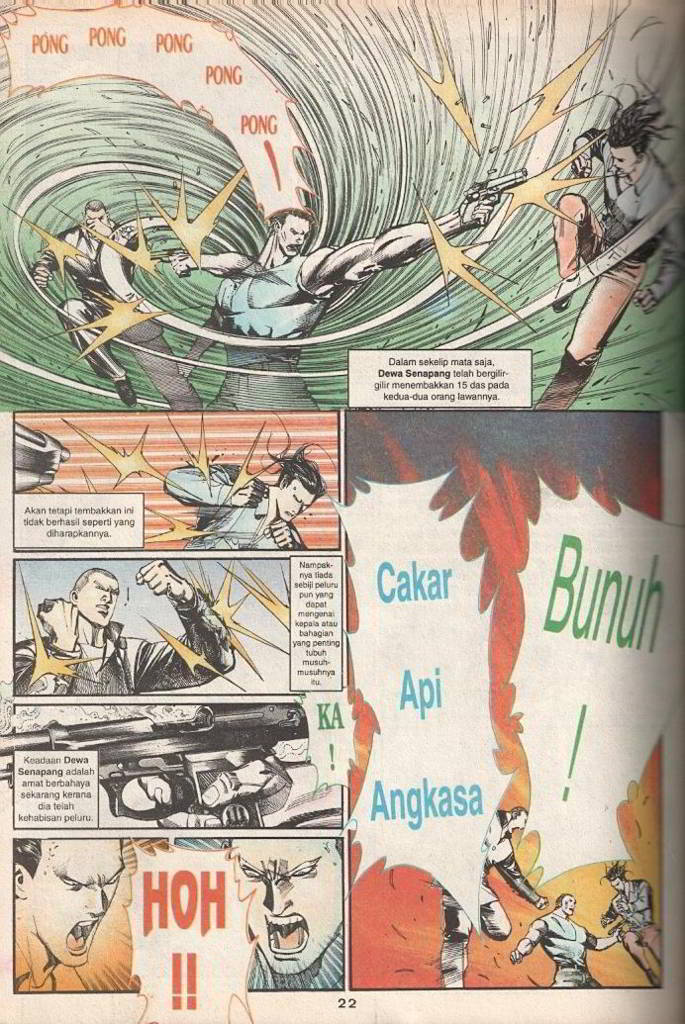 PONG PONG PONG
PONG
PONG
!
Dalam sekelip mata saja,
Dewa Senapang telah bergilir-
gilir menembakkan 15 das pada
kedua-dua orang lawannya.
Akan tetapi tembakkan ini
tidak berhasil seperti yang
diharapkannya.
Nampak-
nya tiada
sebiji peluru
pun yang
dapat
mengenai
kepala atau
bahagian
yang penting
tubuh
musuh-
musuhnya
itu.
KA
!
Keadaan Dewa
Senapang adalah
amat berbahaya
sekarang kerana
dia telah
kehabisan peluru.
HOH
!!
Cakar
Api
Angkasa
Bunuh
!
22